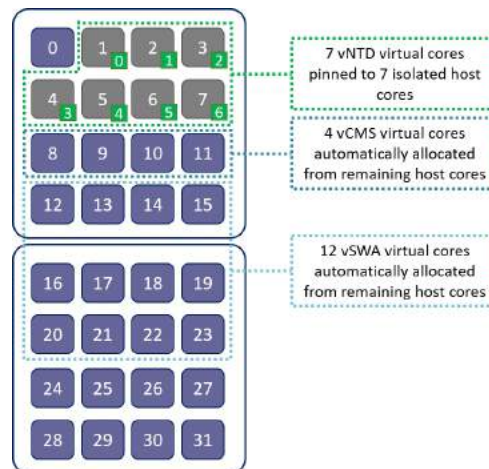 0 1 2 3
0 1 2
4 5 6 7
3 4 5 6
8 9 10 11
12 13 14 15
16 17 18 19
20 21 22 23
24 25 26 27
28 29 30 31
7 vNTD virtual cores
pinned to 7 isolated host
cores
4 vCMS virtual cores
automatically allocated
from remaining host cores
12 vSWA virtual cores
automatically allocated
from remaining host cores